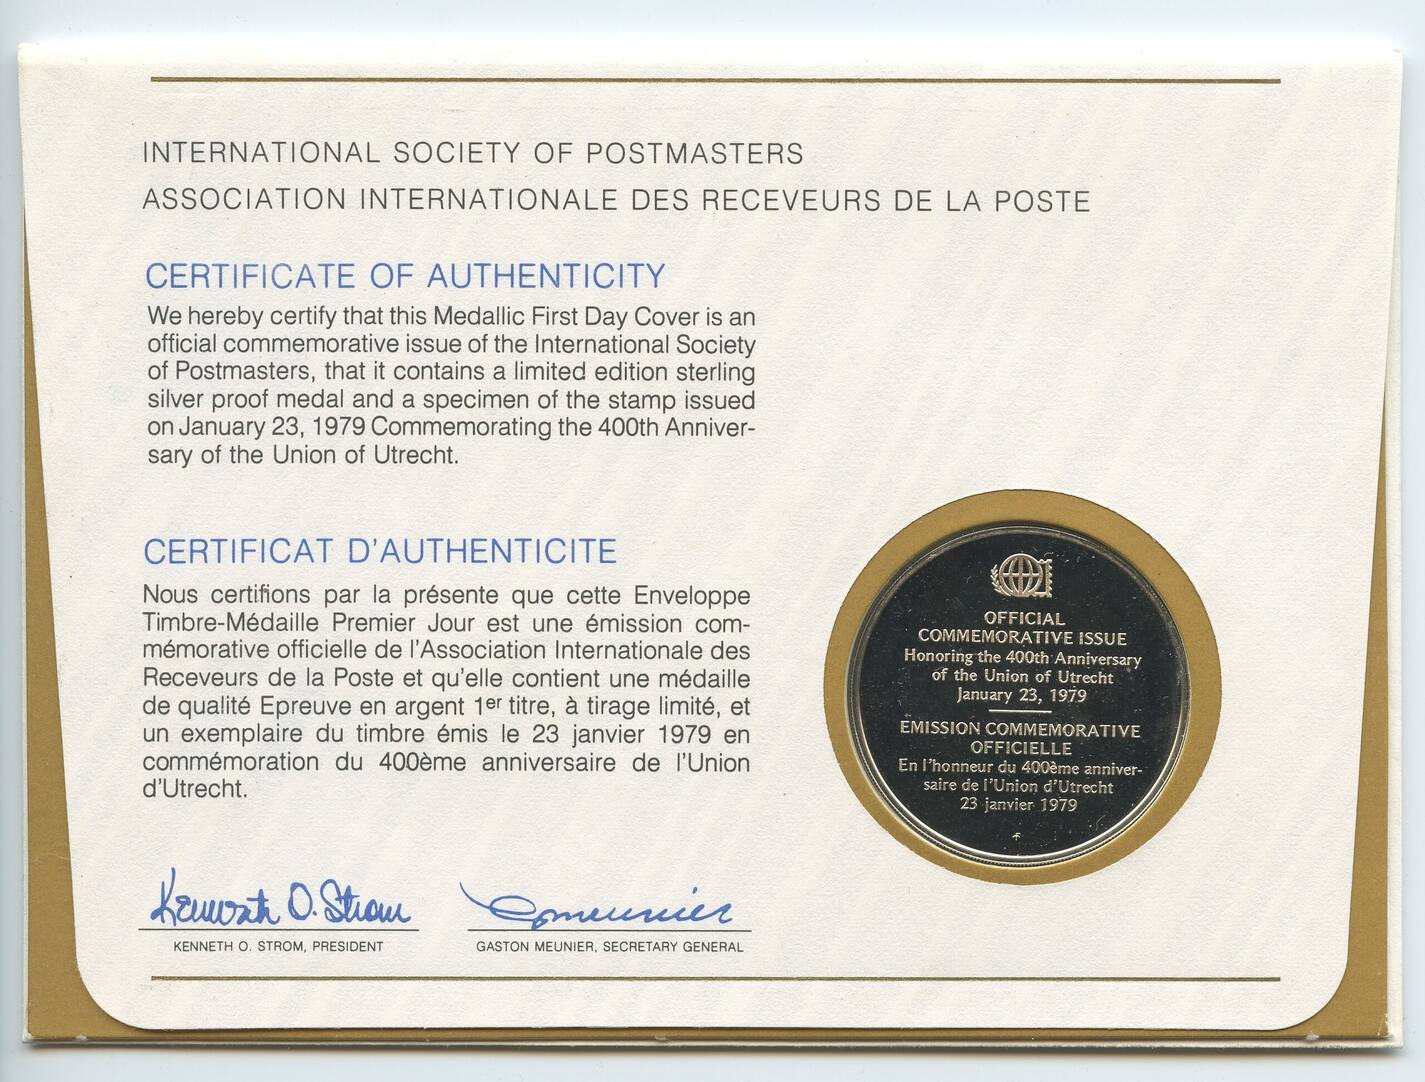 INTERNATIONAL SOCIETY OF POSTMASTERS
ASSOCIATION INTERNATIONALE DES RECEVEURS DE LA POSTE
CERTIFICATE OF AUTHENTICITY
We hereby certify that this Medallic First Day Cover is an
official commemorative issue of the International Society
of Postmasters, that it contains a limited edition sterling
silver proof medal and a specimen of the stamp issued
on January 23, 1979 Commemorating the 400th Anniver-
sary of the Union of Utrecht.
CERTIFICAT D'AUTHENTICITE
Nous certifions par la présente que cette Enveloppe
Timbre-Médaille Premier Jour est une émission com-
mémorative officielle de l'Association Internationale des
Receveurs de la Poste et qu'elle contient une médaille
de qualité Epreuve en argent 1er titre, à tirage limité, et
un exemplaire du timbre émis le 23 janvier 1979 en
commémoration du 400ème anniversaire de l'Union
d'Utrecht.
Kenneth O. Strom
KENNETH O. STROM, PRESIDENT
Gmeunier
GASTON MEUNIER, SECRETARY GENERAL
OFFICIAL
COMMEMORATIVE ISSUE
Honoring the 400th Anniversary
of the Union of Utrecht
January 23, 1979
EMISSION COMMEMORATIVE
OFFICIELLE
En l'honneur du 400ème anniver-
saire de l'Union d'Utrecht
23 janvier 1979